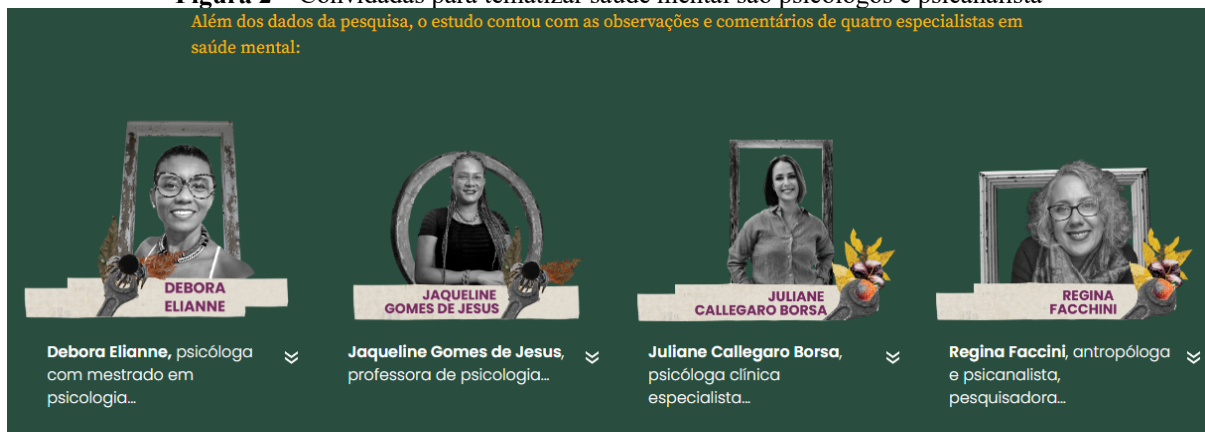 Figura 2 – Convidadas para tematizar saúde mental são psicólogos e psicanalista
Além dos dados da pesquisa, o estudo contou com as observações e comentários de quatro especialistas em
saúde mental:
DEBORA
ELIANNE
JAQUELINE
GOMES DE JESUS
JULIANE
CALLEGARO BORSA
REGINA
FACCHINI
Debora Elianne, psicóloga
com mestrado em
psicologia...
Jaqueline Gomes de Jesus,
professora de psicologia...
Juliane Callegaro Borsa,
psicóloga clínica
especialista...
Regina Faccini, antropóloga
e psicanalista,
pesquisadora...